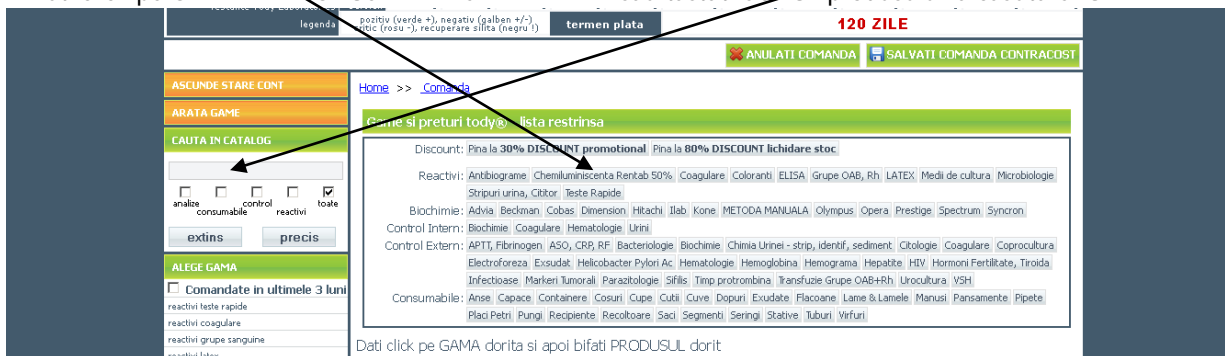 legenda
pozitiv (verde +), negativ (galben +/-)
critic (rosu -), recuperare silita (negru !)
termen plata
120 ZILE
ANULATI COMANDA
SALVATI COMANDA CONTRACOST
ASCUNDE STARE CONT
ARATA GAME
CAUTA IN CATALOG
analize
consumabile
control
reactivi
toate
extins
precis
ALEGE GAMA
Comandate in ultimele 3 luni
reactivi teste rapide
reactivi coagulare
reactivi grupe sanguine
reactivi latex
Home >> Comanda
Game si preturi tody® - lista restrinsa
Discount: Pina la 30% DISCOUNT promotional Pina la 80% DISCOUNT lichidare stoc
Reactivi: Antibiograme Chemiluminiscenta Rentab 50% Coagulare Coloranti ELISA Grupe OAB, Rh LATEX Medii de cultura Microbiologie
Stripuri urina, Cititor Teste Rapide
Biochimie: Advia Beckman Cobas Dimension Hitachi Ilab Kone METODA MANUALA Olympus Opera Prestige Spectrum Syncron
Control Intern: Biochimie Coagulare Hematologie Urini
Control Extern: APTT, Fibrinogen ASO, CRP, RF Bacteriologie Biochimie Chimia Urinei - strip, identif, sediment Citologie Coagulare Coprocultura
Electroforeza Exsudat Helicobacter Pylori Ac Hematologie Hemoglobina Hemograma Hepatite HIV Hormoni Fertilitate, Tiroida
Infectioase Markeri Tumorali Parazitologie Sifilis Timp protrombina Transfuzie Grupe OAB+Rh Urocultura VSH
Consumabile: Anse Capace Containere Cosuri Cupe Cutii Cuve Dopuri Exudate Flacoane Lame & Lamele Manusi Pansamente Pipete
Placi Petri Pungi Recipiente Recoltoare Saci Segmenti Seringi Stative Tuburi Virfuri
Dati click pe GAMA dorita si apoi bifati PRODUSUL dorit